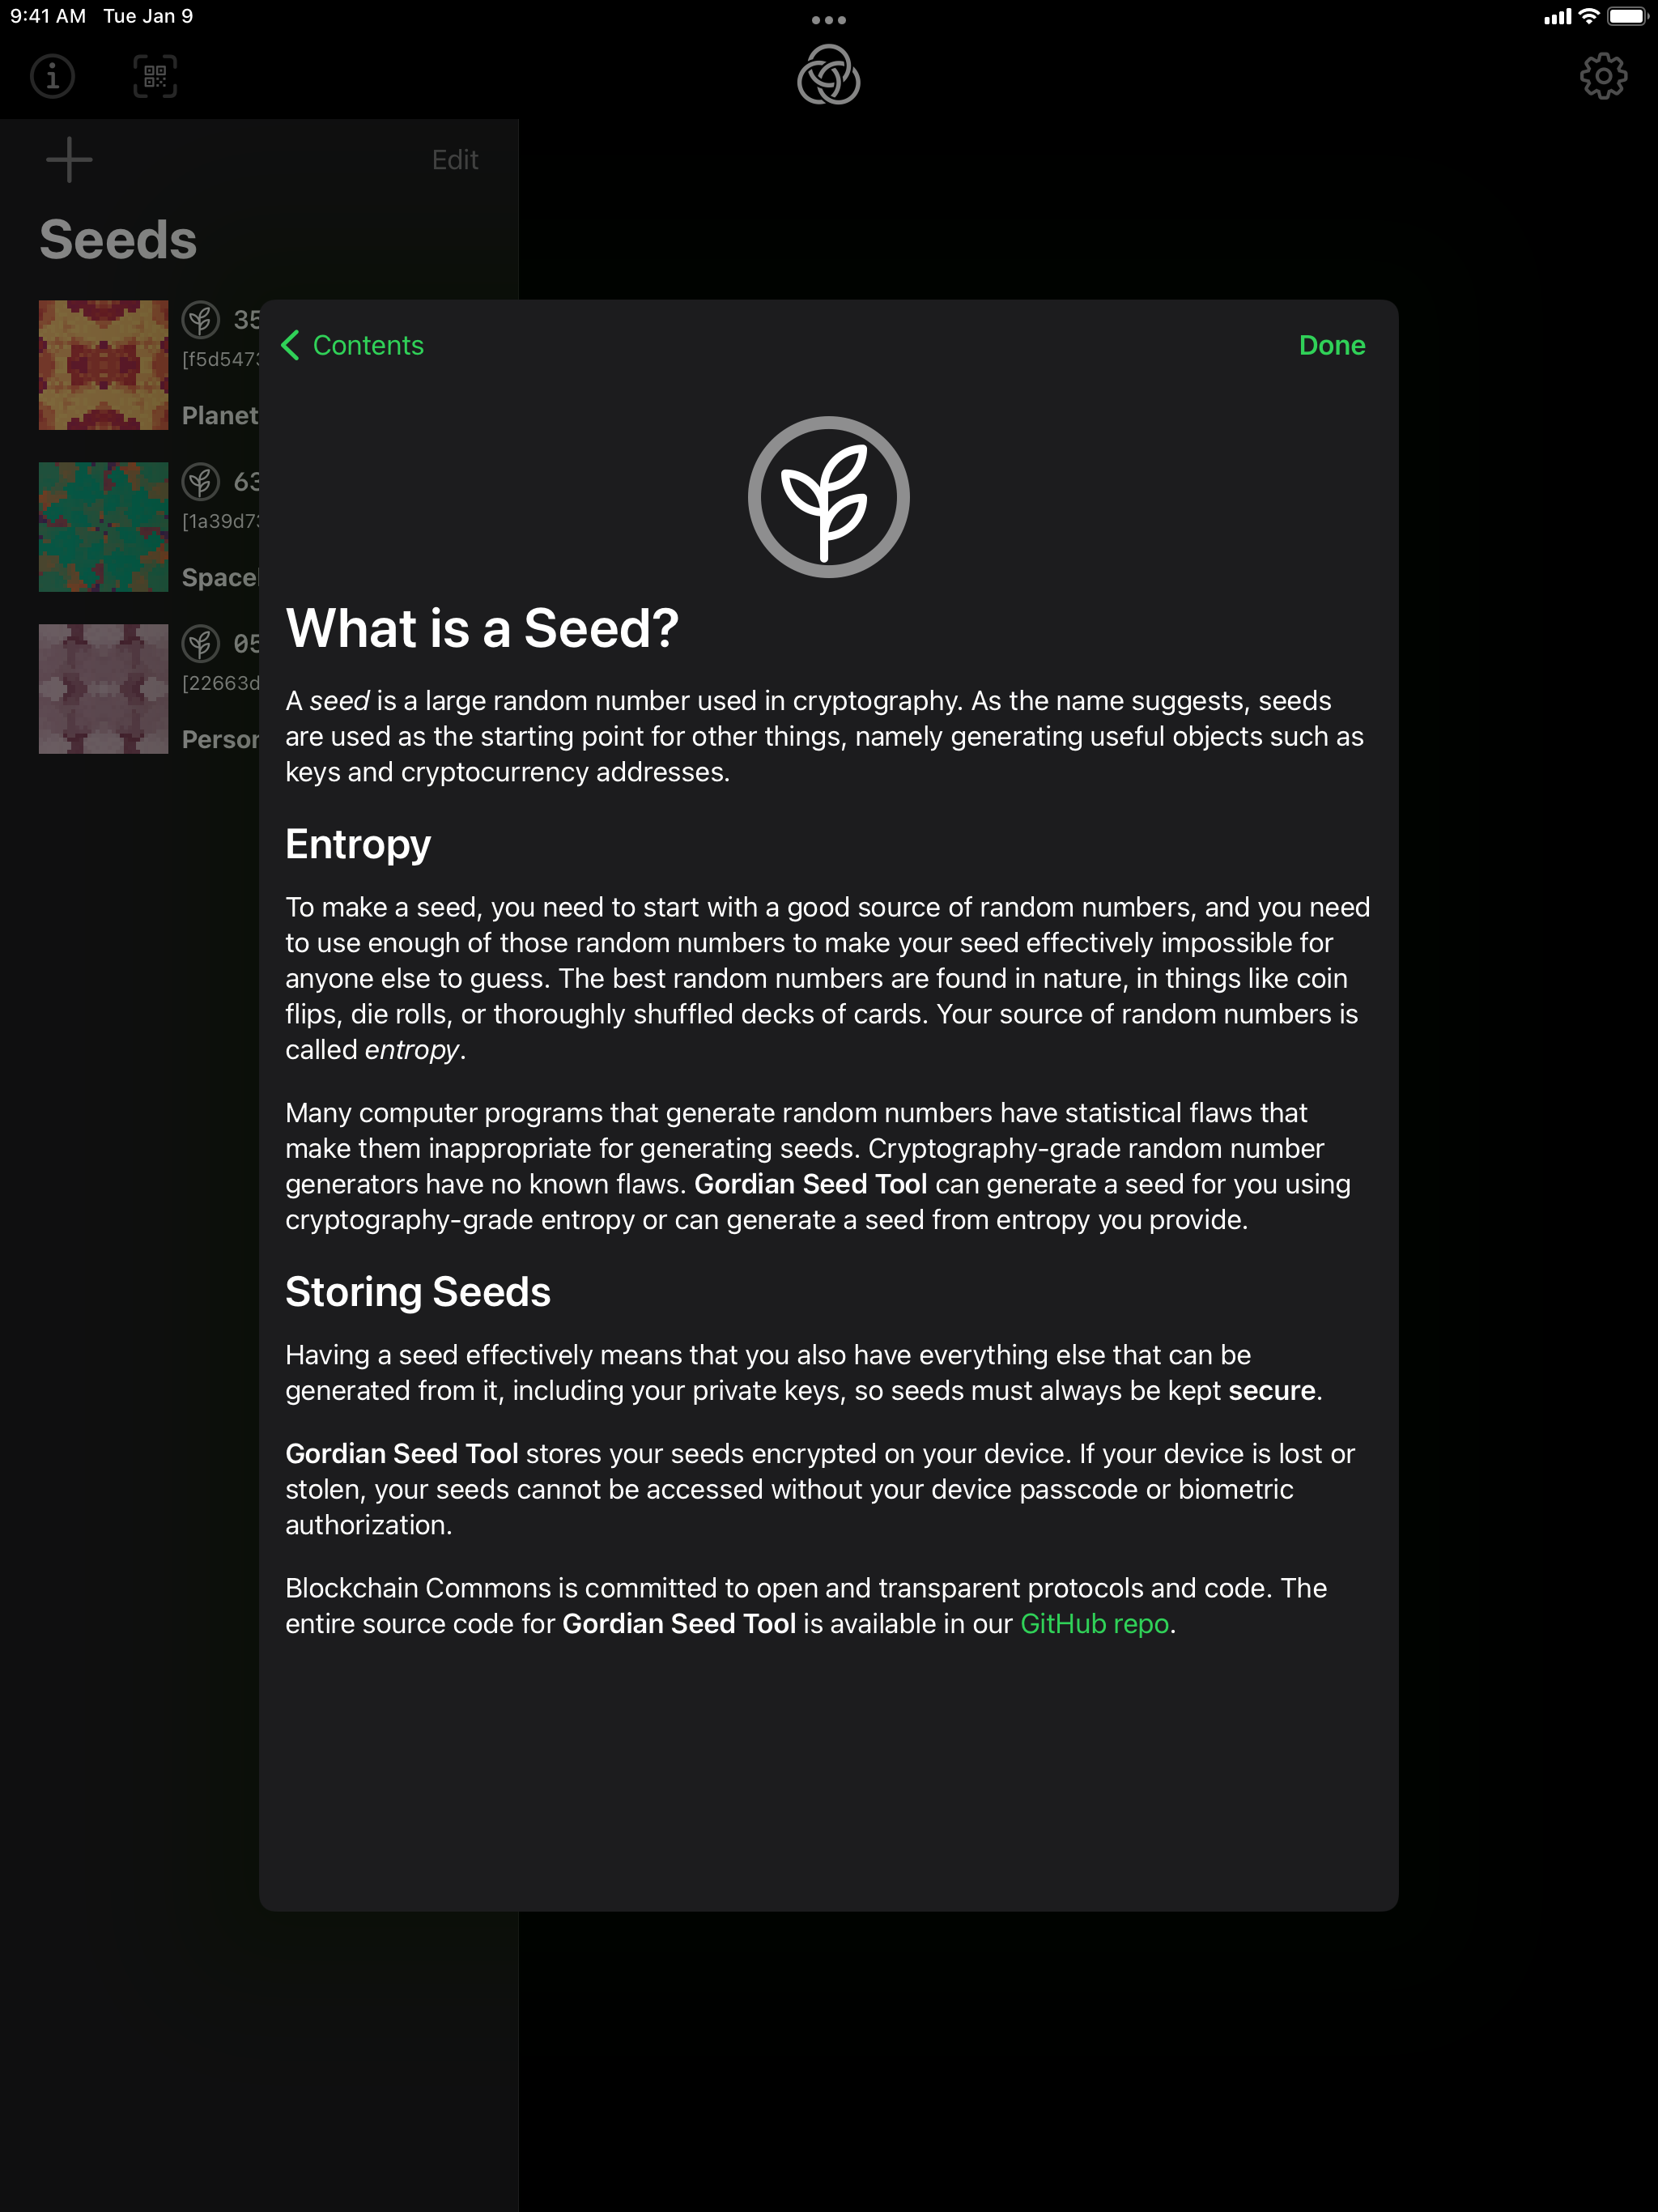 9:41 AM Tue Jan 9
Edit
Seeds
35
[f5d547
Planet
63
[1a39d7
05
[22663d
Contents
Done
What is a Seed?
A seed is a large random number used in cryptography. As the name suggests, seeds
are used as the starting point for other things, namely generating useful objects such as
keys and cryptocurrency addresses.
Entropy
To make a seed, you need to start with a good source of random numbers, and you need
to use enough of those random numbers to make your seed effectively impossible for
anyone else to guess. The best random numbers are found in nature, in things like coin
flips, die rolls, or thoroughly shuffled decks of cards. Your source of random numbers is
called entropy.
Many computer programs that generate random numbers have statistical flaws that
make them inappropriate for generating seeds. Cryptography-grade random number
generators have no known flaws. Gordian Seed Tool can generate a seed for you using
cryptography-grade entropy or can generate a seed from entropy you provide.
Storing Seeds
Having a seed effectively means that you also have everything else that can be
generated from it, including your private keys, so seeds must always be kept secure.
Gordian Seed Tool stores your seeds encrypted on your device. If your device is lost or
stolen, your seeds cannot be accessed without your device passcode or biometric
authorization.
Blockchain Commons is committed to open and transparent protocols and code. The
entire source code for Gordian Seed Tool is available in our GitHub repo.